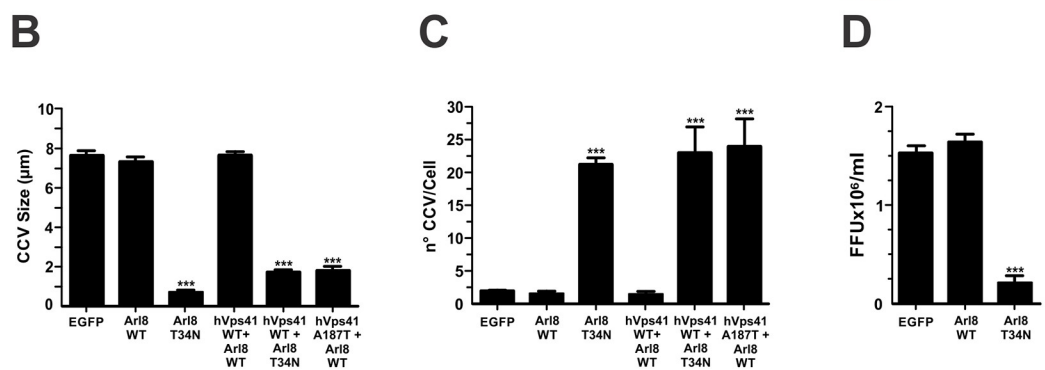 B
CCV Size (µm)
10
8
6
4
2
0
***
***
***
EGFP
Arl8
WT
Arl8
T34N
hVps41
WT+
Arl8
WT
hVps41
WT +
Arl8
T34N
hVps41
A187T +
Arl8
WT
C
n° CCV/Cell
30
25
20
15
10
5
0
***
***
***
EGFP
Arl8
WT
Arl8
T34N
hVps41
WT+
Arl8
WT
hVps41
WT +
Arl8
T34N
hVps41
A187T +
Arl8
WT
D
FFUx10⁶/ml
2
1
0
***
EGFP
Arl8
WT
Arl8
T34N